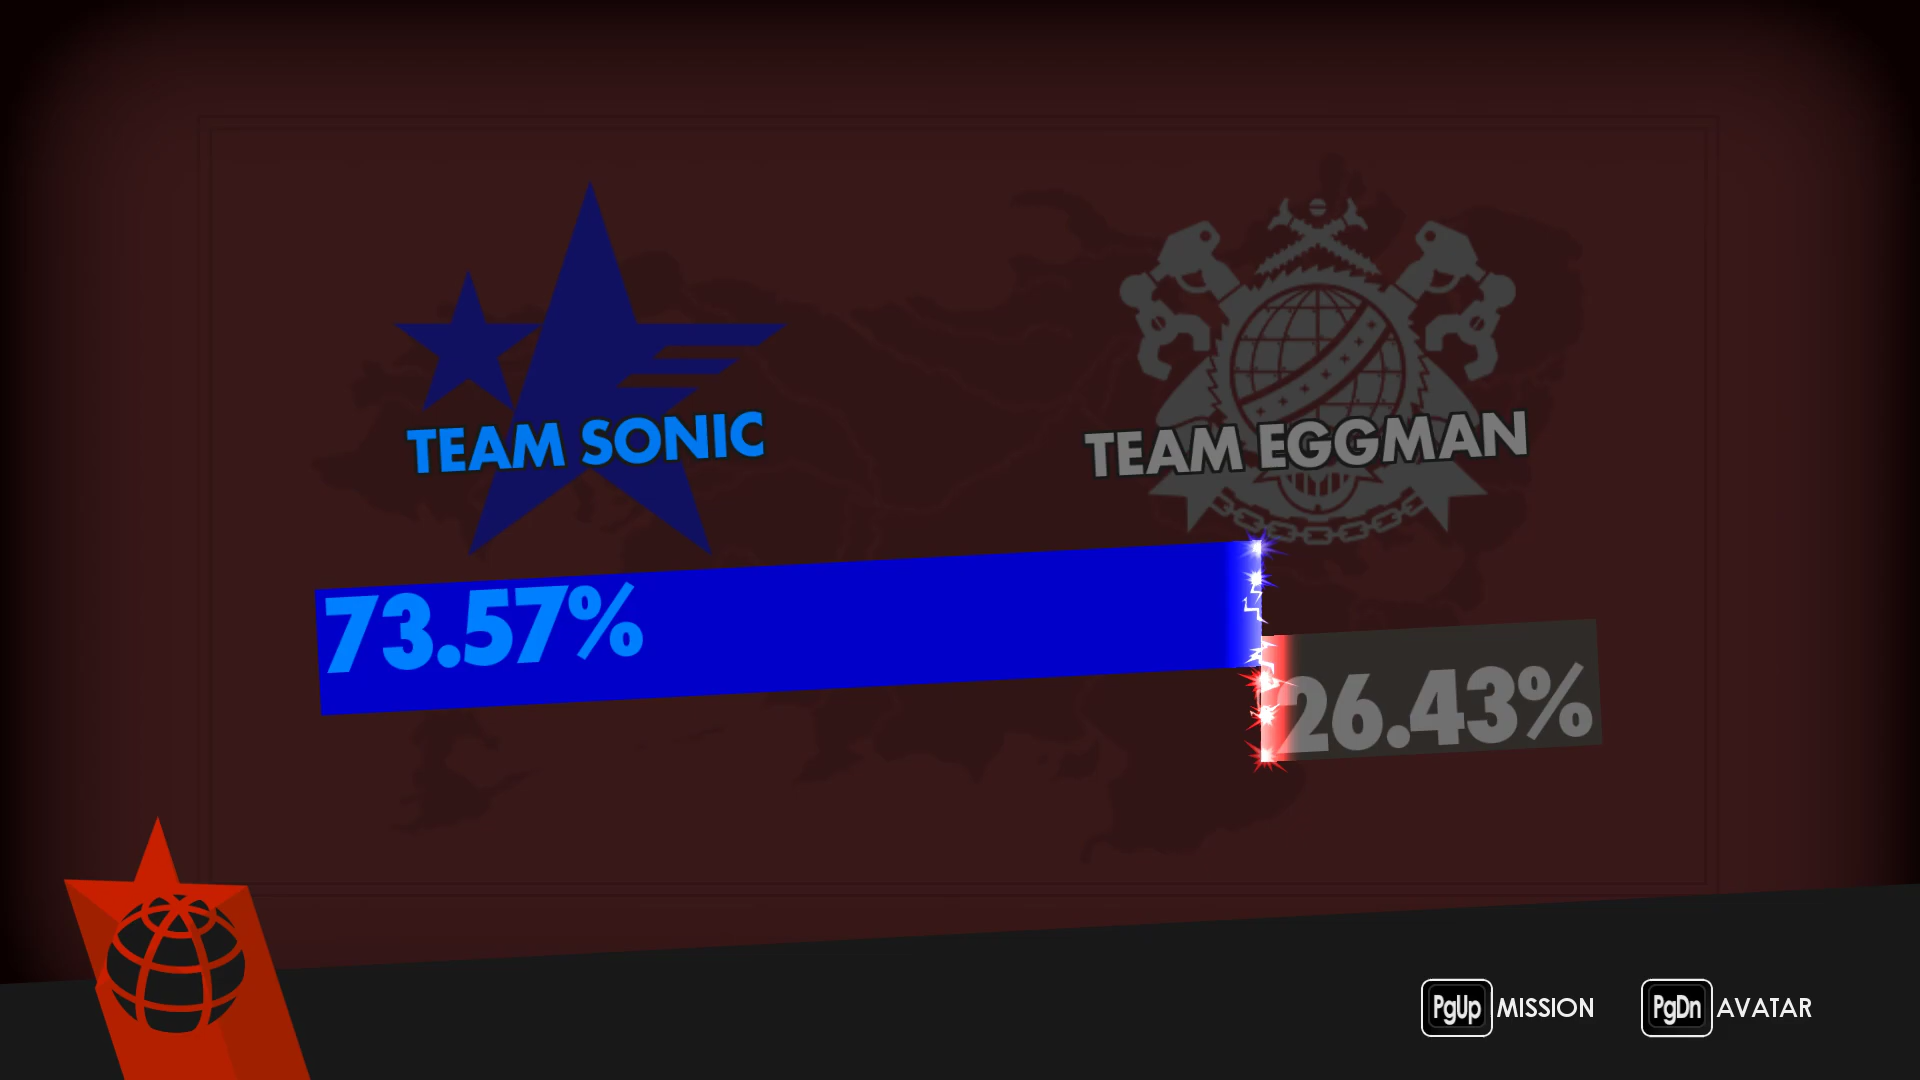 TEAM SONIC
TEAM EGGMAN
73.57%
26.43%
PgUp MISSION
PgDn AVATAR